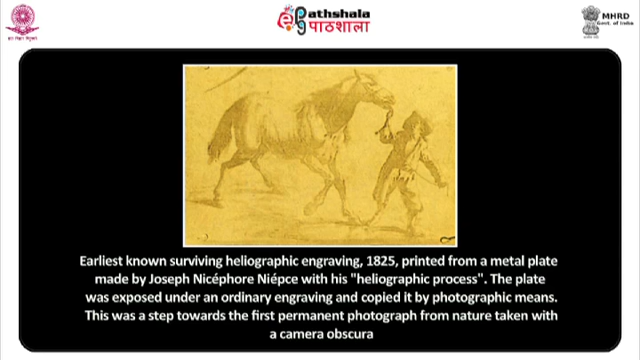 Pathshala
पाठशाला
MHRD
Govt. of India
Earliest known surviving heliographic engraving, 1825, printed from a metal plate
made by Joseph Nicéphore Niépce with his "heliographic process". The plate
was exposed under an ordinary engraving and copied it by photographic means.
This was a step towards the first permanent photograph from nature taken with
a camera obscura